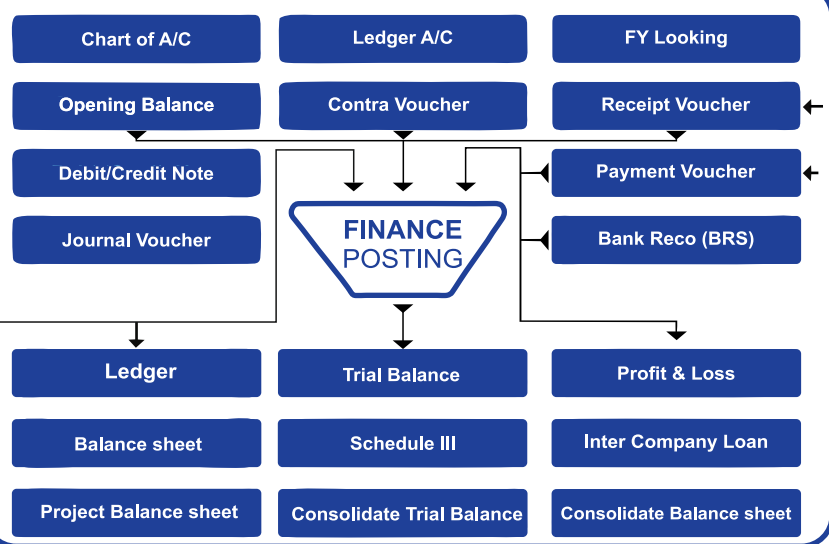 Chart of A/C
Ledger A/C
FY Looking
Opening Balance
Contra Voucher
Receipt Voucher
Debit/Credit Note
Payment Voucher
Journal Voucher
FINANCE
POSTING
Bank Reco (BRS)
Ledger
Trial Balance
Profit & Loss
Balance sheet
Schedule III
Inter Company Loan
Project Balance sheet
Consolidate Trial Balance
Consolidate Balance sheet